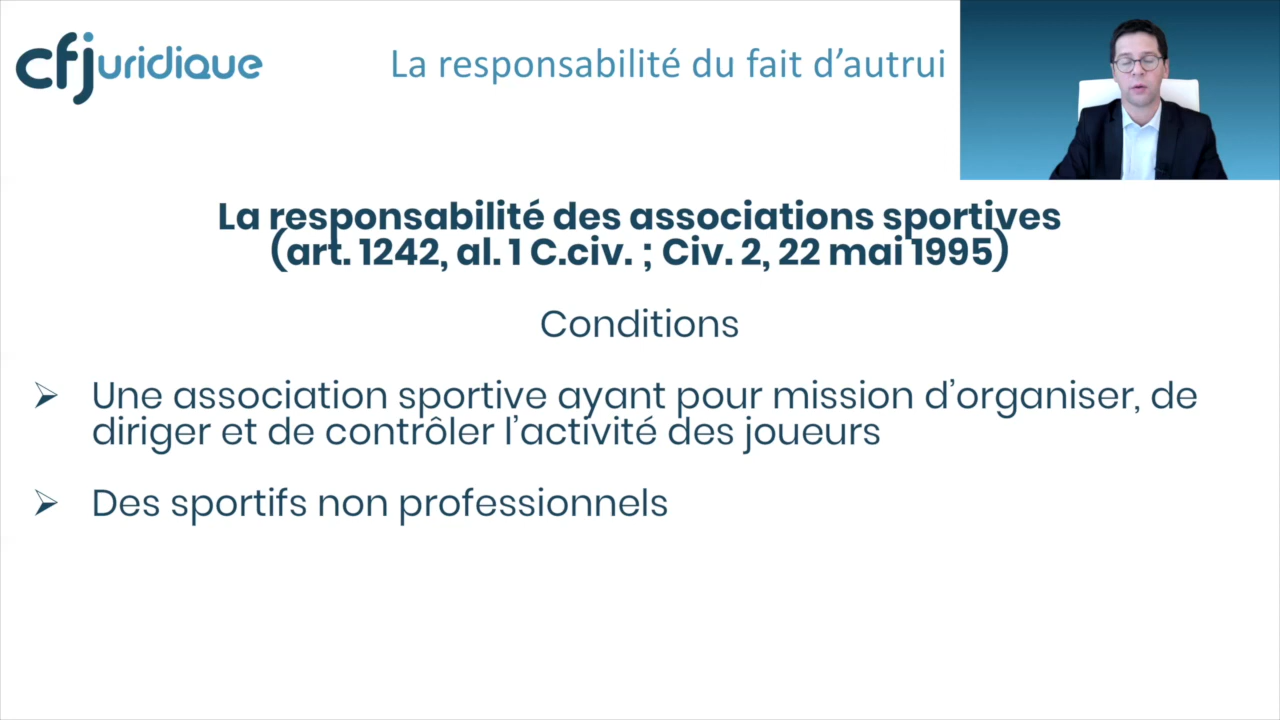 cfjuridique
La responsabilité du fait d’autrui
La responsabilité des associations sportives
(art. 1242, al. 1 C.civ. ; Civ. 2, 22 mai 1995)
Conditions
Une association sportive ayant pour mission d’organiser, de
diriger et de contrôler l’activité des joueurs
Des sportifs non professionnels